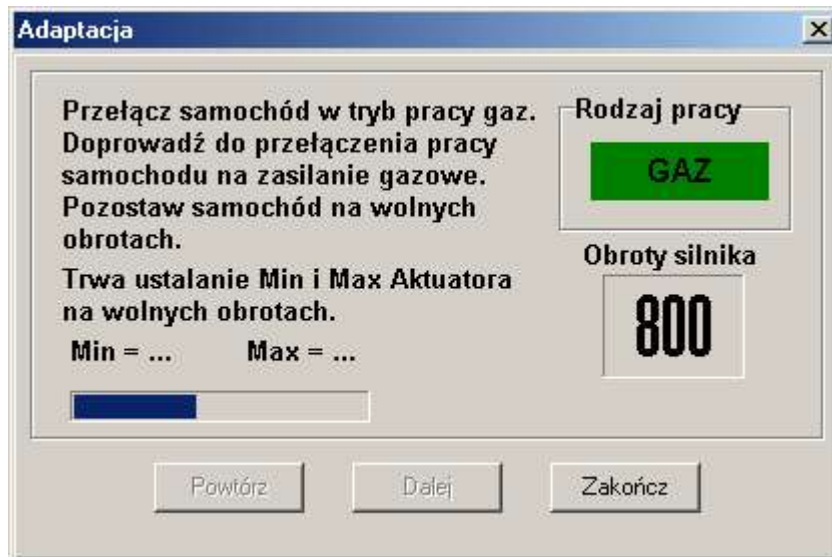 Adaptacja
Przełącz samochód w tryb pracy gaz.
Doprowadź do przełączenia pracy
samochodu na zasilanie gazowe.
Pozostaw samochód na wolnych
obrotach.
Trwa ustalanie Min i Max Aktuatora
na wolnych obrotach.
Min = ... Max = ...
Rodzaj pracy
GAZ
Obroty silnika
800
Powtórz
Dalej
Zakończ